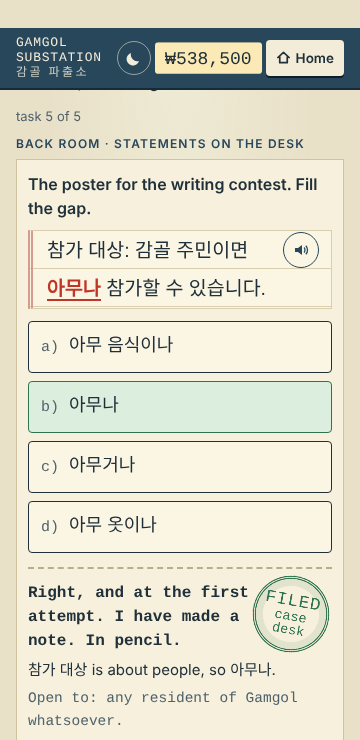 GAMGOL
SUBSTATION
감골 파출소
₩538,500
Home
task 5 of 5
BACK ROOM · STATEMENTS ON THE DESK
The poster for the writing contest. Fill
the gap.
참가 대상: 감골 주민이면
아무나 참가할 수 있습니다.
a) 아무 음식이나
b) 아무나
c) 아무거나
d) 아무 옷이나
Right, and at the first
attempt. I have made a
note. In pencil.
FILED
case
desk
참가 대상 is about people, so 아무나.
Open to: any resident of Gamgol
whatsoever.